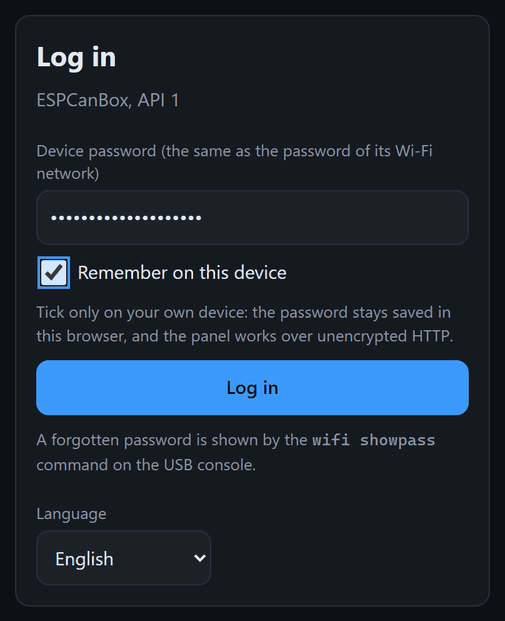 Log in
ESPCanBox, API 1
Device password (the same as the password of its Wi-Fi
network)
••••••••••••••••••••
Remember on this device
Tick only on your own device: the password stays saved in
this browser, and the panel works over unencrypted HTTP.
Log in
A forgotten password is shown by the wifi showpass
command on the USB console.
Language
English